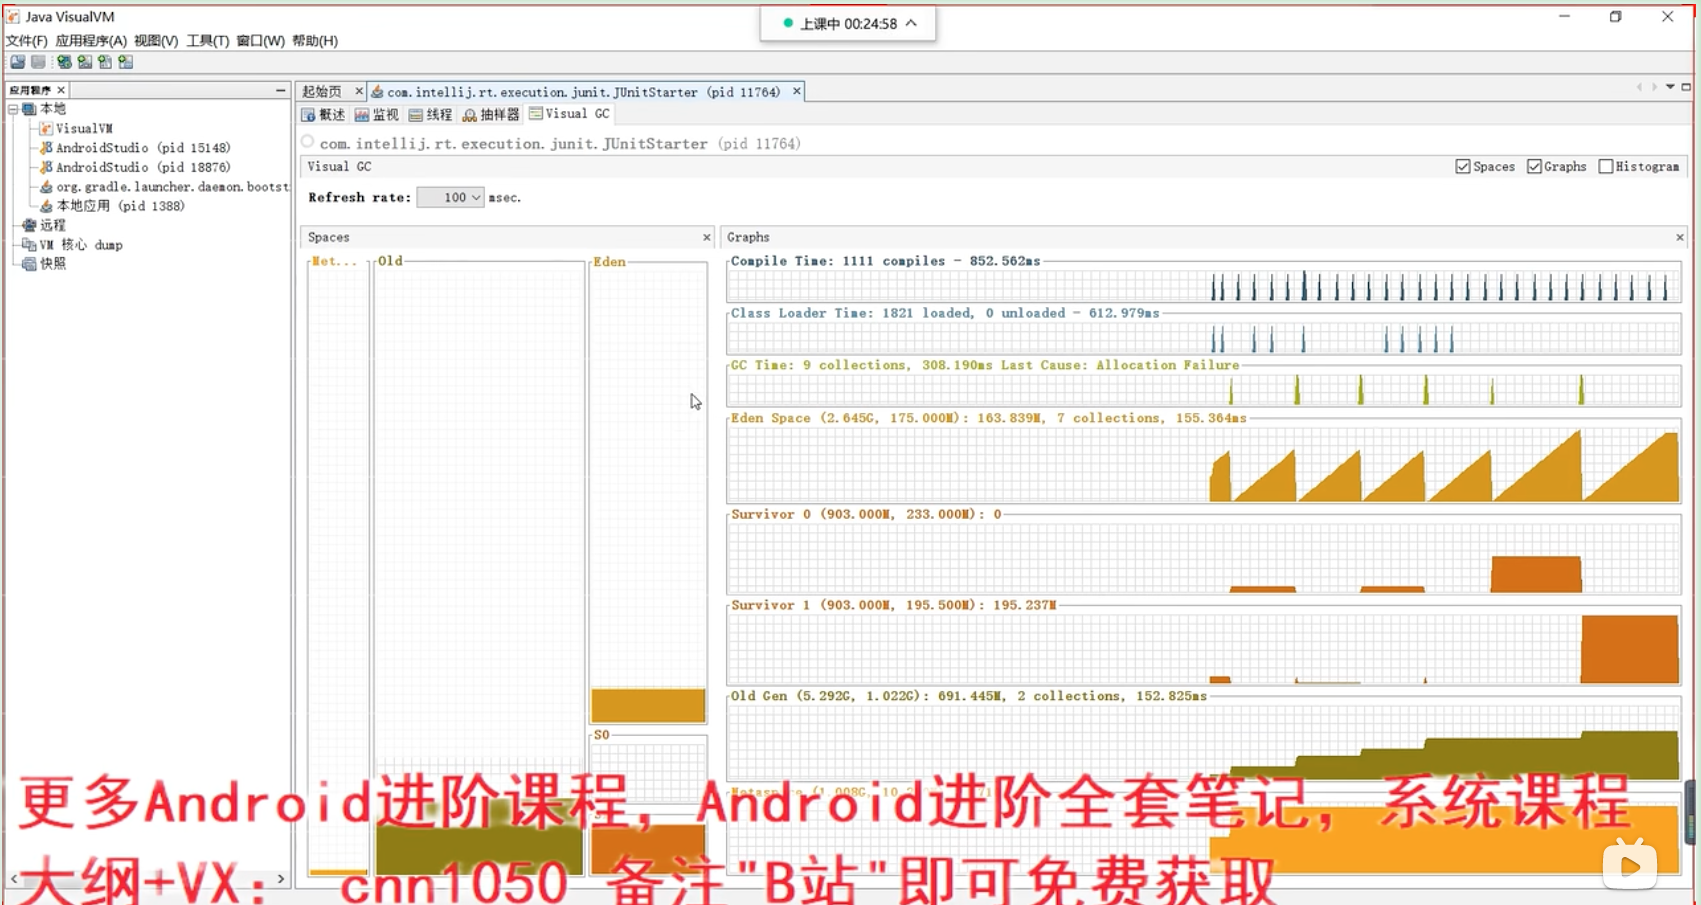 Java VisualVM
上课中 00:24:58
文件(F) 应用程序(A) 视图(V) 工具(T) 窗口(W) 帮助(H)
应用程序
本地
VisualVM
AndroidStudio (pid 15148)
AndroidStudio (pid 18876)
org.gradle.launcher.daemon.bootst
本地应用 (pid 1388)
远程
VM 核心 dump
快照
起始页 com.intellij.rt.execution.junit.JUnitStarter (pid 11764)
概述 监视 线程 抽样器 Visual GC
com.intellij.rt.execution.junit.JUnitStarter (pid 11764)
Visual GC Spaces Graphs Histogram
Refresh rate: 100 msec.
Spaces
Met... Old Eden
S0
Graphs
Compile Time: 1111 compiles - 852.562ms
Class Loader Time: 1821 loaded, 0 unloaded - 612.979ms
GC Time: 9 collections, 308.190ms Last Cause: Allocation Failure
Eden Space (2.645G, 175.000M): 163.839M, 7 collections, 155.364ms
Survivor 0 (903.000M, 233.000M): 0
Survivor 1 (903.000M, 195.500M): 195.237M
Old Gen (5.292G, 1.022G): 691.445M, 2 collections, 152.825ms
更多Android进阶课程，Android进阶全套笔记，系统课程
大纲+VX： cnn1050 备注"B站"即可免费获取